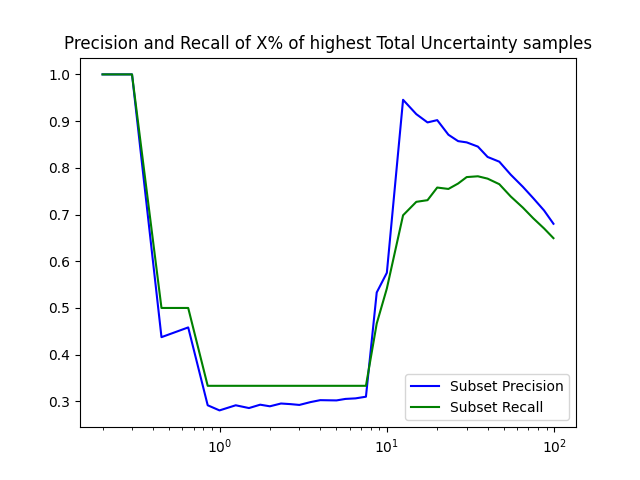 Precision and Recall of X% of highest Total Uncertainty samples
1.0
0.9
0.8
0.7
0.6
0.5
0.4
0.3
Subset Precision
Subset Recall
10⁰ 10¹ 10²